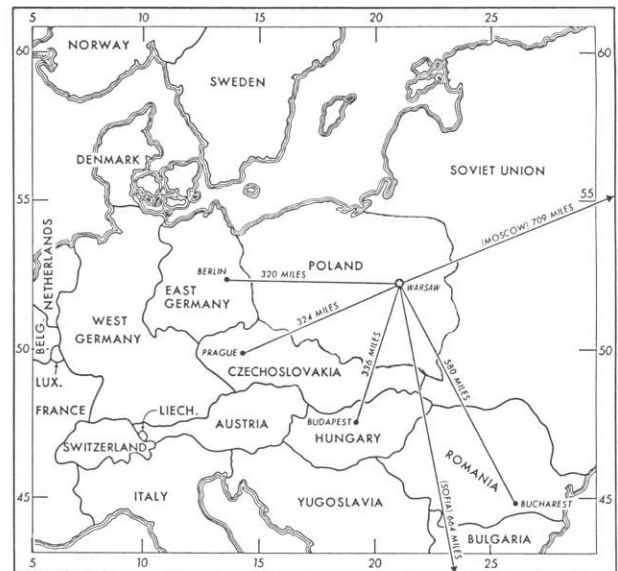 5 10 15 20 25
60 60
NORWAY
SWEDEN
DENMARK
SOVIET UNION
55 55
(MOSCOW) 709 MILES
NETHERLANDS
BELG.
BERLIN
320 MILES
POLAND
WARSAW
EAST
GERMANY
WEST
GERMANY
324 MILES
336 MILES
580 MILES
50 50
PRAGUE
CZECHOSLOVAKIA
LUX.
FRANCE
LIECH.
AUSTRIA
BUDAPEST
HUNGARY
SWITZERLAND
ROMANIA
ITALY
YUGOSLAVIA
(SOFIA) 664 MILES
BUCHAREST
45 45
BULGARIA
5 10 15 20 25